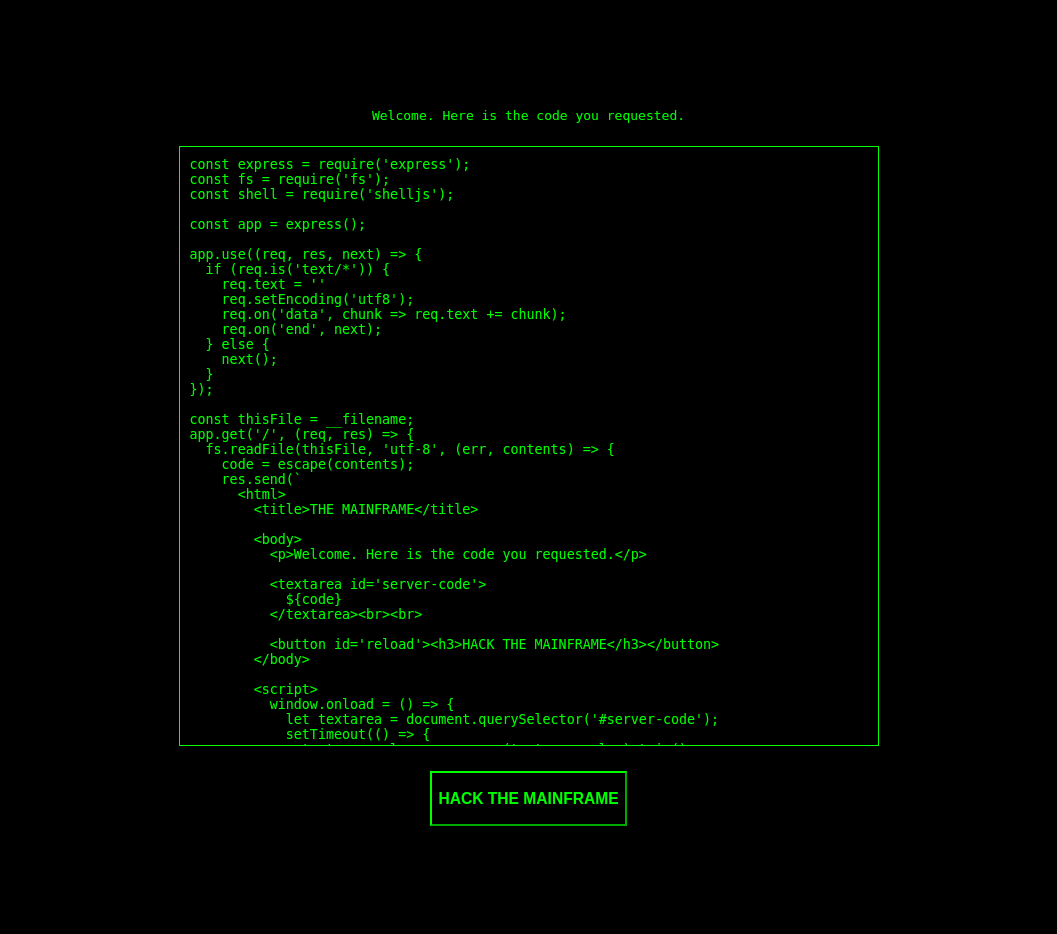 Welcome. Here is the code you requested.
const express = require('express');
const fs = require('fs');
const shell = require('shelljs');
const app = express();
app.use((req, res, next) => {
if (req.is('text/*')) {
req.text = ''
req.setEncoding('utf8');
req.on('data', chunk => req.text += chunk);
req.on('end', next);
} else {
next();
}
});
const thisFile = __filename;
app.get('/', (req, res) => {
fs.readFile(thisFile, 'utf-8', (err, contents) => {
code = escape(contents);
res.send(`
<html>
<title>THE MAINFRAME</title>
<body>
<p>Welcome. Here is the code you requested.</p>
<textarea id='server-code'>
${code}
</textarea><br><br>
<button id='reload'><h3>HACK THE MAINFRAME</h3></button>
</body>
<script>
window.onload = () => {
let textarea = document.querySelector('#server-code');
setTimeout(() => {
HACK THE MAINFRAME